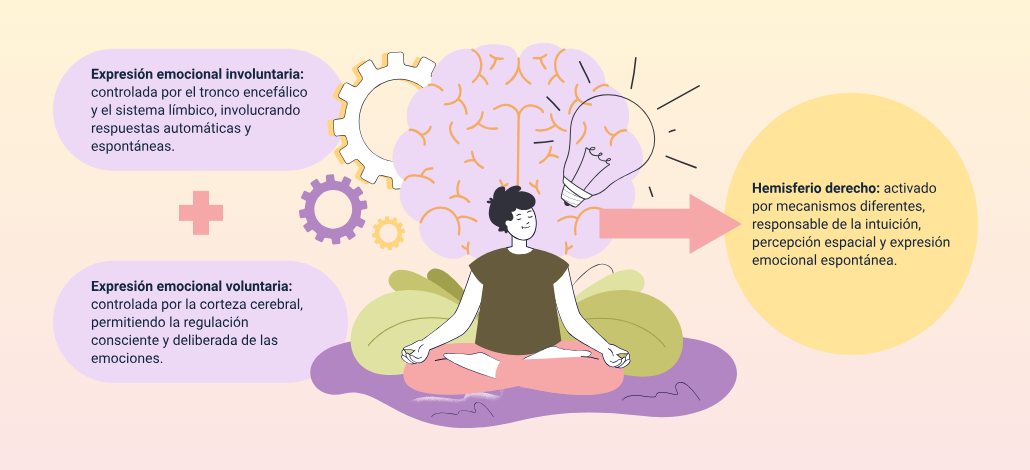 Expresión emocional involuntaria:
controlada por el tronco encefálico
y el sistema límbico, involucrando
respuestas automáticas y
espontáneas.
Expresión emocional voluntaria:
controlada por la corteza cerebral,
permitiendo la regulación
consciente y deliberada de las
emociones.
Hemisferio derecho: activado
por mecanismos diferentes,
responsable de la intuición,
percepción espacial y expresión
emocional espontánea.